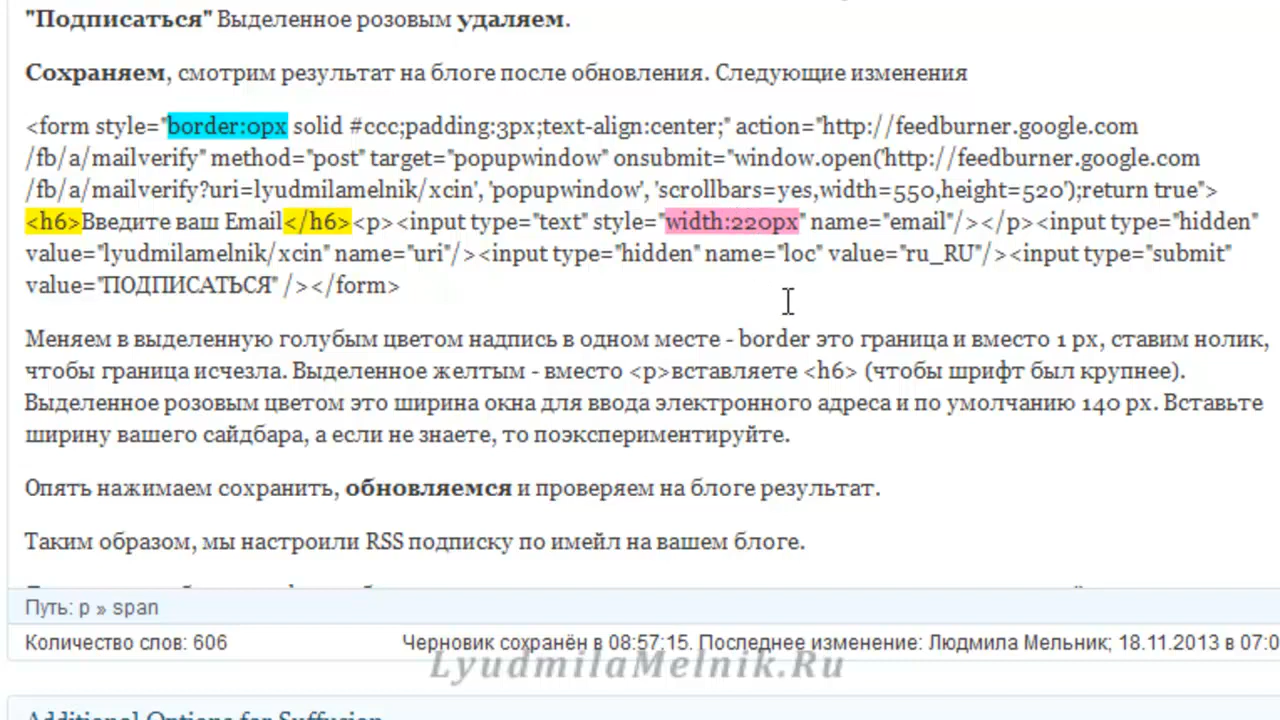 "Подписаться" Выделенное розовым удаляем.
Сохраняем, смотрим результат на блоге после обновления. Следующие изменения
<form style="border:0px solid #ccc;padding:3px;text-align:center;" action="http://feedburner.google.com
/fb/a/mailverify" method="post" target="popupwindow" onsubmit="window.open('http://feedburner.google.com
/fb/a/mailverify?uri=lyudmilamelnik/xcin', 'popupwindow', 'scrollbars=yes,width=550,height=520');return true">
<h6>Введите ваш Email</h6><p><input type="text" style="width:220px" name="email"/></p><input type="hidden"
value="lyudmilamelnik/xcin" name="uri"/><input type="hidden" name="loc" value="ru_RU"/><input type="submit"
value="ПОДПИСАТЬСЯ" /></form>
Меняем в выделенную голубым цветом надпись в одном месте - border это граница и вместо 1 px, ставим нолик,
чтобы граница исчезла. Выделенное желтым - вместо <p>вставляете <h6> (чтобы шрифт был крупнее).
Выделенное розовым цветом это ширина окна для ввода электронного адреса и по умолчанию 140 px. Вставьте
ширину вашего сайдбара, а если не знаете, то поэкспериментируйте.
Опять нажимаем сохранить, обновляемся и проверяем на блоге результат.
Таким образом, мы настроили RSS подписку по имейл на вашем блоге.
Путь: p » span
Количество слов: 606
Черновик сохранён в 08:57:15. Последнее изменение: Людмила Мельник; 18.11.2013 в 07:0
LyudmilaMelnik.Ru
Additional Options for Suffusion